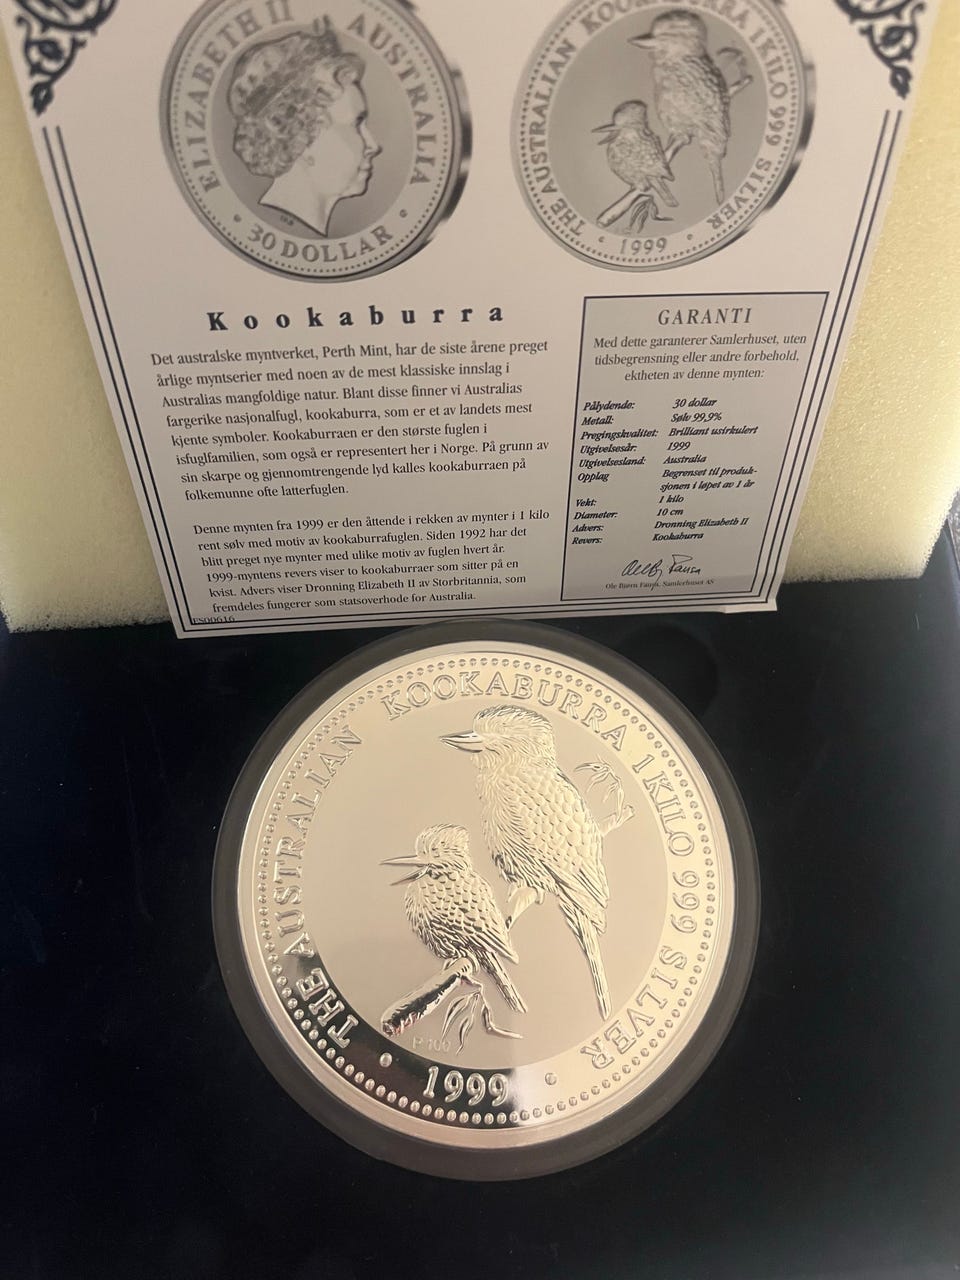 ELIZABETH II AUSTRALIA
30 DOLLAR
THE AUSTRALIAN KOOKABURRA 1 KILO 999 SILVER
1999
Kookaburra
Det australske myntverket, Perth Mint, har de siste årene preget
årlige myntserier med noen av de mest klassiske innslag i
Australias mangfoldige natur. Blant disse finner vi Australias
fargerike nasjonalfugl, kookaburra, som er et av landets mest
kjente symboler. Kookaburraen er den største fuglen i
isfuglfamilien, som også er representert her i Norge. På grunn av
sin skarpe og gjennomtrengende lyd kalles kookaburraen på
folkemunne ofte latterfuglen.
Denne mynten fra 1999 er den åttende i rekken av mynter i 1 kilo
rent sølv med motiv av kookaburrafuglen. Siden 1992 har det
blitt preget nye mynter med ulike motiv av fuglen hvert år.
1999-myntens revers viser to kookaburraer som sitter på en
kvist. Advers viser Dronning Elizabeth II av Storbritannia, som
fremdeles fungerer som statsoverhode for Australia.
FS00616
GARANTI
Med dette garanterer Samlerhuset, uten
tidsbegrensning eller andre forbehold,
ektheten av denne mynten:
Pålydende: 30 dollar
Metall: Sølv 99,9%
Pregingskvalitet: Brilliant usirkulert
Utgivelsesår: 1999
Utgivelsesland: Australia
Opplag Begrenset til produk-
sjonen i løpet av 1 år
Vekt: 1 kilo
Diameter: 10 cm
Advers: Dronning Elizabeth II
Revers: Kookaburra
Ole Bjørn Fausa, Samlerhuset AS
THE AUSTRALIAN KOOKABURRA 1 KILO 999 SILVER
P100
1999